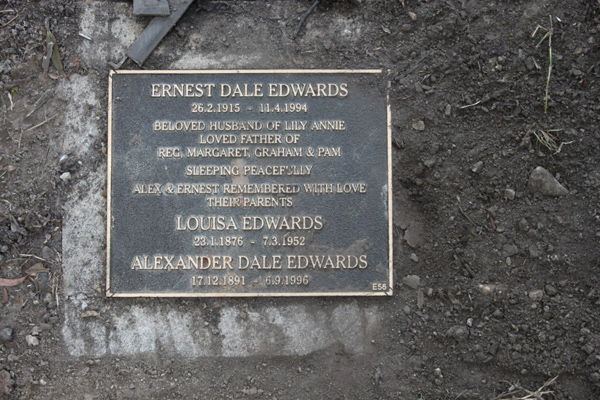 ERNEST DALE EDWARDS
26.2.1915 - 11.4.1994
BELOVED HUSBAND OF LILY ANNIE
LOVED FATHER OF
REG, MARGARET, GRAHAM & PAM
SLEEPING PEACEFULLY
ALEX & ERNEST REMEMBERED WITH LOVE
THEIR PARENTS
LOUISA EDWARDS
23.1.1876 - 7.3.1952
ALEXANDER DALE EDWARDS
17.12.1891 - 6.9.1996
E56